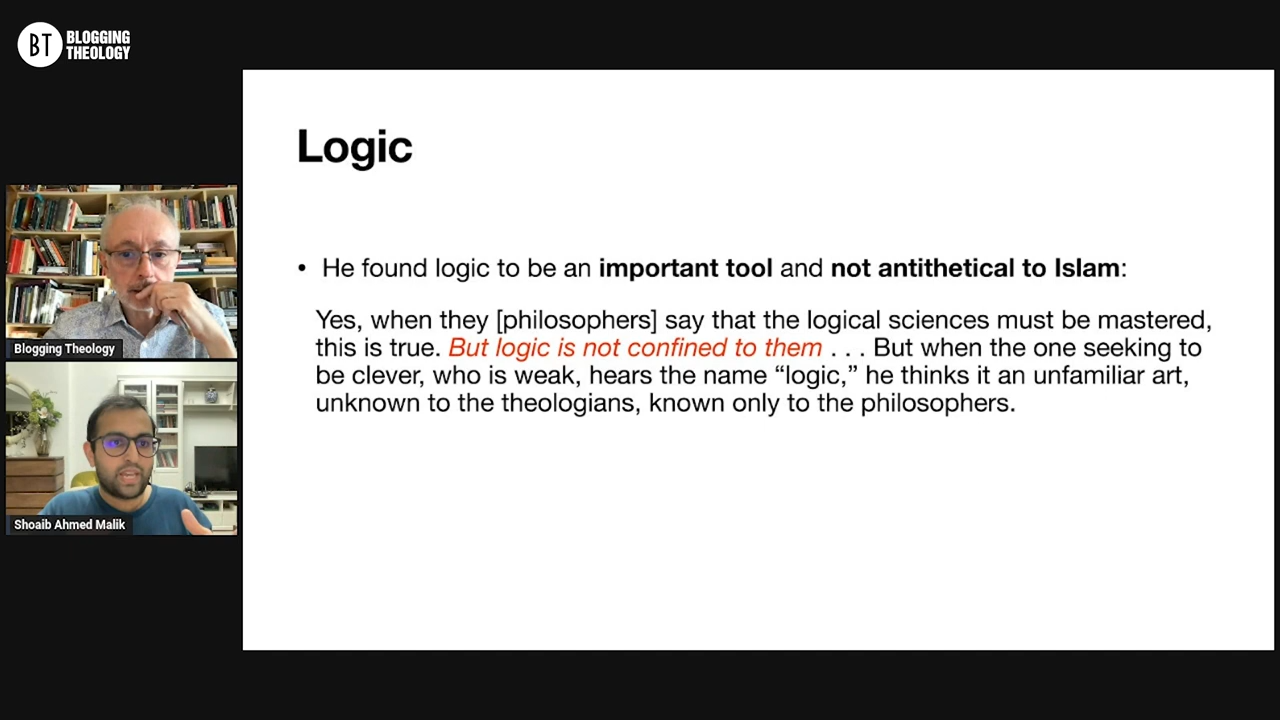 BT BLOGGING
THEOLOGY
Logic
• He found logic to be an important tool and not antithetical to Islam:
Yes, when they [philosophers] say that the logical sciences must be mastered,
this is true. But logic is not confined to them . . . But when the one seeking to
be clever, who is weak, hears the name “logic,” he thinks it an unfamiliar art,
unknown to the theologians, known only to the philosophers.
Blogging Theology
Shoaib Ahmed Malik